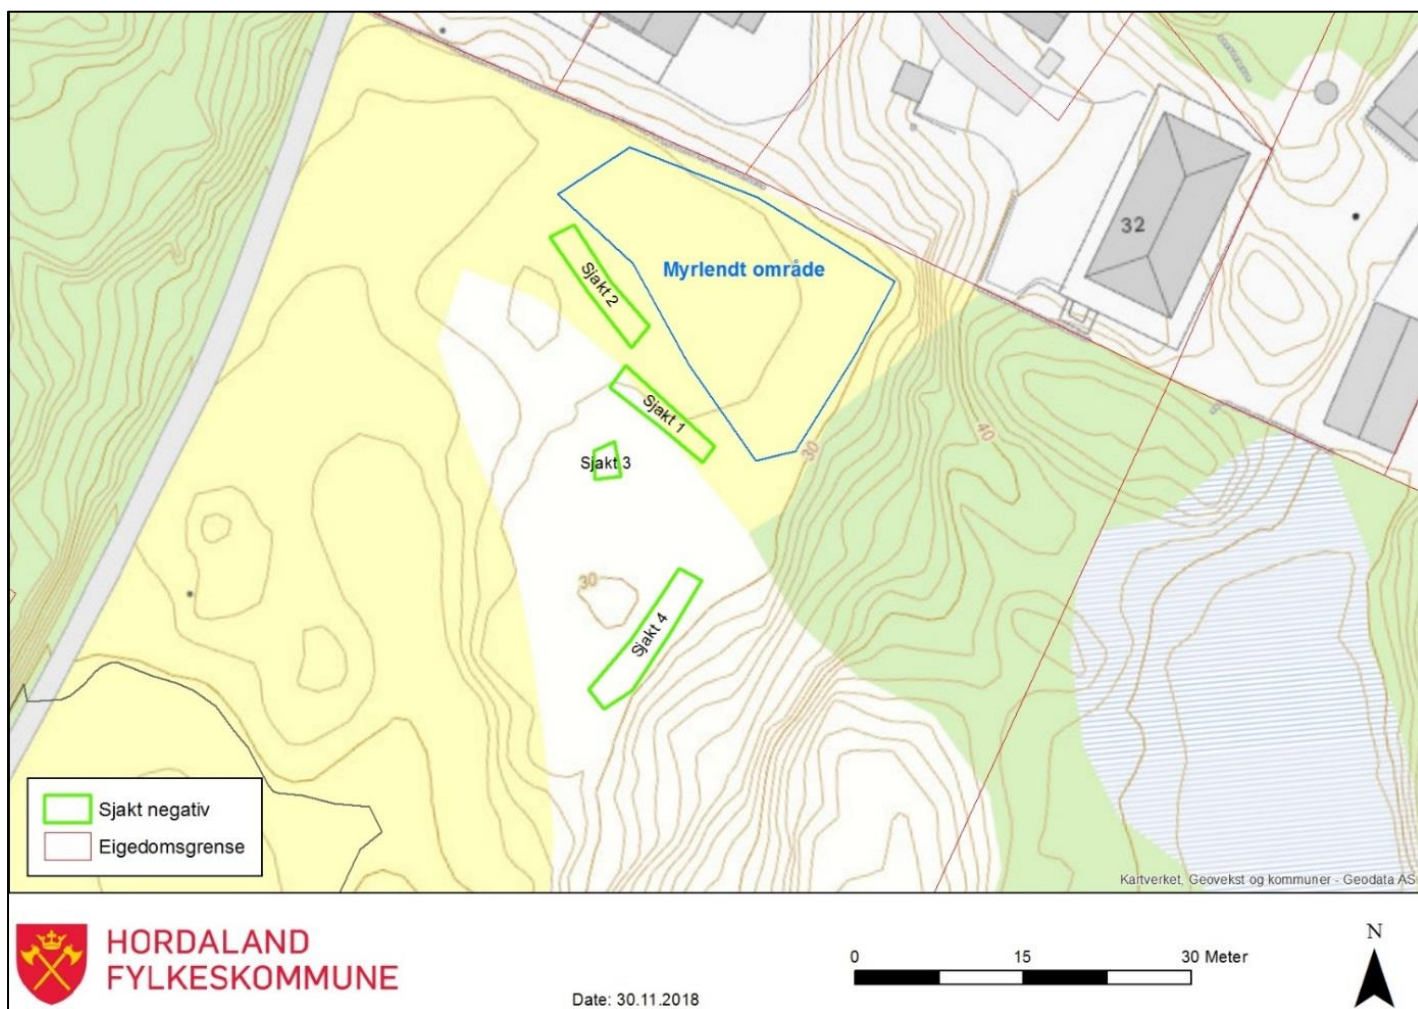 32
Myrlendt område
Sjakt 2
Sjakt 1
40
30
Sjakt 3
30
Sjakt 4
Sjakt negativ
Eigedomsgrense
Kartverket, Geovekst og kommuner - Geodata AS
HORDALAND
FYLKESKOMMUNE
Date: 30.11.2018
0 15 30 Meter
N